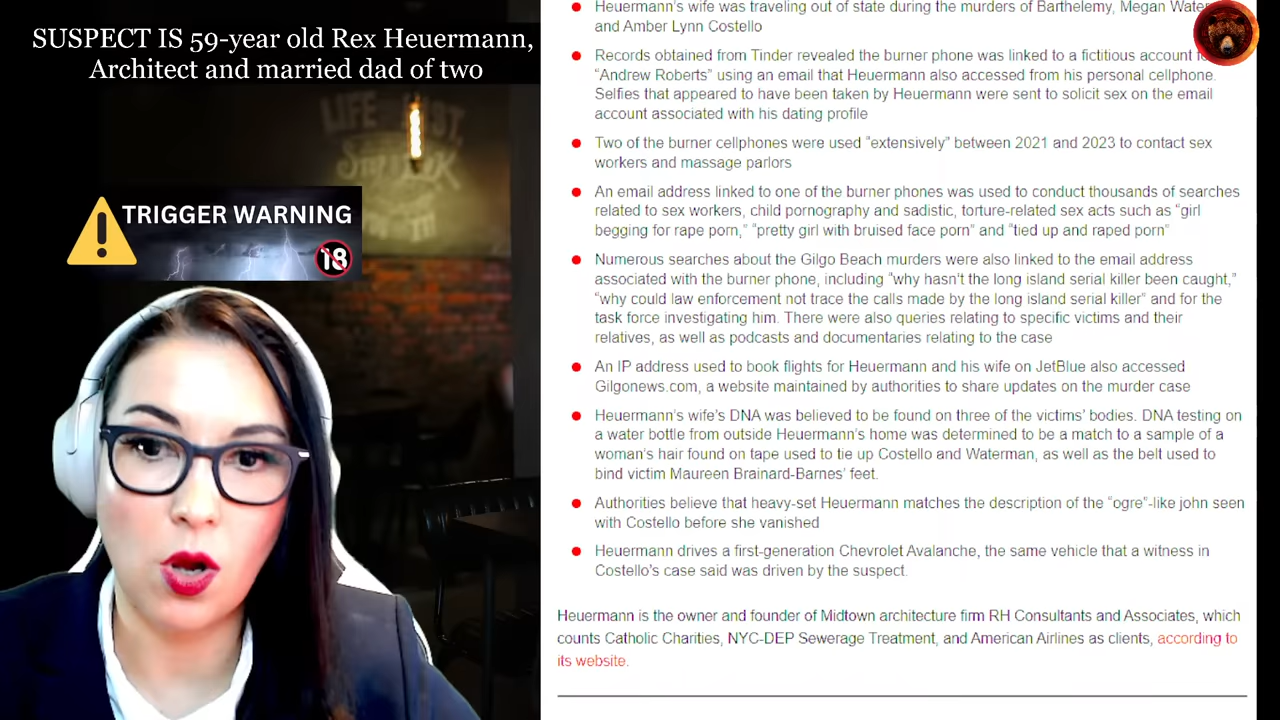 SUSPECT IS 59-year old Rex Heuermann,
Architect and married dad of two
LIFE
TRIGGER WARNING
18
Heuermann's wife was traveling out of state during the murders of Barthelemy, Megan
and Amber Lynn Costello
Records obtained from Tinder revealed the burner phone was linked to a fictitious account
“Andrew Roberts” using an email that Heuermann also accessed from his personal cellphone.
Selfies that appeared to have been taken by Heuermann were sent to solicit sex on the email
account associated with his dating profile
Two of the burner cellphones were used “extensively” between 2021 and 2023 to contact sex
workers and massage parlors
An email address linked to one of the burner phones was used to conduct thousands of searches
related to sex workers, child pornography and sadistic, torture-related sex acts such as “girl
begging for rape porn,” “pretty girl with bruised face porn” and “tied up and raped porn”
Numerous searches about the Gilgo Beach murders were also linked to the email address
associated with the burner phone, including “why hasn't the long island serial killer been caught,”
“why could law enforcement not trace the calls made by the long island serial killer” and for the
task force investigating him. There were also queries relating to specific victims and their
relatives, as well as podcasts and documentaries relating to the case
An IP address used to book flights for Heuermann and his wife on JetBlue also accessed
Gilgonews.com, a website maintained by authorities to share updates on the murder case
Heuermann's wife's DNA was believed to be found on three of the victims' bodies. DNA testing on
a water bottle from outside Heuermann's home was determined to be a match to a sample of a
woman's hair found on tape used to tie up Costello and Waterman, as well as the belt used to
bind victim Maureen Brainard-Barnes' feet.
Authorities believe that heavy-set Heuermann matches the description of the “ogre”-like john seen
with Costello before she vanished
Heuermann drives a first-generation Chevrolet Avalanche, the same vehicle that a witness in
Costello's case said was driven by the suspect.
Heuermann is the owner and founder of Midtown architecture firm RH Consultants and Associates, which
counts Catholic Charities, NYC-DEP Sewerage Treatment, and American Airlines as clients, according to
its website.